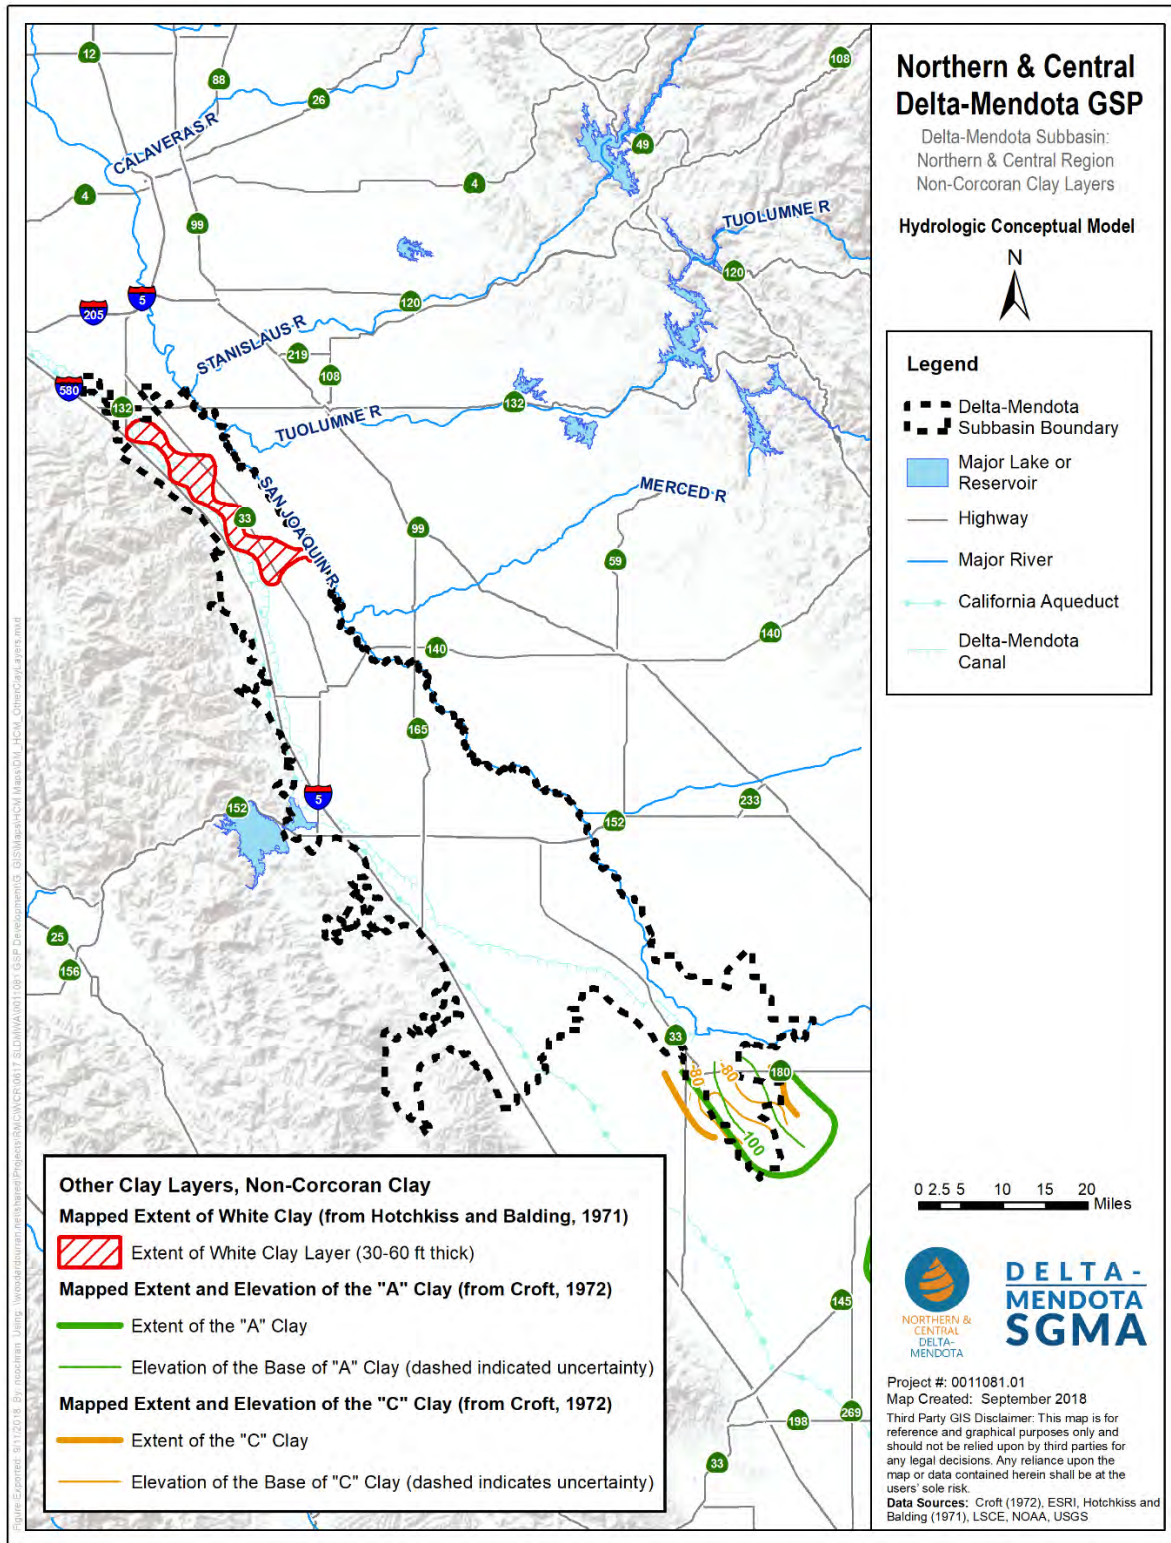 Northern & Central
Delta-Mendota GSP
Delta-Mendota Subbasin:
Northern & Central Region
Non-Corcoran Clay Layers
Hydrologic Conceptual Model
N
Legend
Delta-Mendota
Subbasin Boundary
Major Lake or
Reservoir
Highway
Major River
California Aqueduct
Delta-Mendota
Canal
12
88
26
108
CALAVERAS R
49
4
4
99
TUOLUMNE R
120
5
205
120
STANISLAUS R
219
108
580
132
132
TUOLUMNE R
SAN JOAQUIN R
MERCED R
33
99
59
140
140
165
5
152
233
152
25
156
33
180
-80
-80
100
145
269
198
33
Other Clay Layers, Non-Corcoran Clay
Mapped Extent of White Clay (from Hotchkiss and Balding, 1971)
Extent of White Clay Layer (30-60 ft thick)
Mapped Extent and Elevation of the "A" Clay (from Croft, 1972)
Extent of the "A" Clay
Elevation of the Base of "A" Clay (dashed indicated uncertainty)
Mapped Extent and Elevation of the "C" Clay (from Croft, 1972)
Extent of the "C" Clay
Elevation of the Base of "C" Clay (dashed indicates uncertainty)
0 2.5 5 10 15 20
Miles
NORTHERN &
CENTRAL
DELTA-
MENDOTA
DELTA-
MENDOTA
SGMA
Project #: 0011081.01
Map Created: September 2018
Third Party GIS Disclaimer: This map is for
reference and graphical purposes only and
should not be relied upon by third parties for
any legal decisions. Any reliance upon the
map or data contained herein shall be at the
users' sole risk.
Data Sources: Croft (1972), ESRI, Hotchkiss and
Balding (1971), LSCE, NOAA, USGS